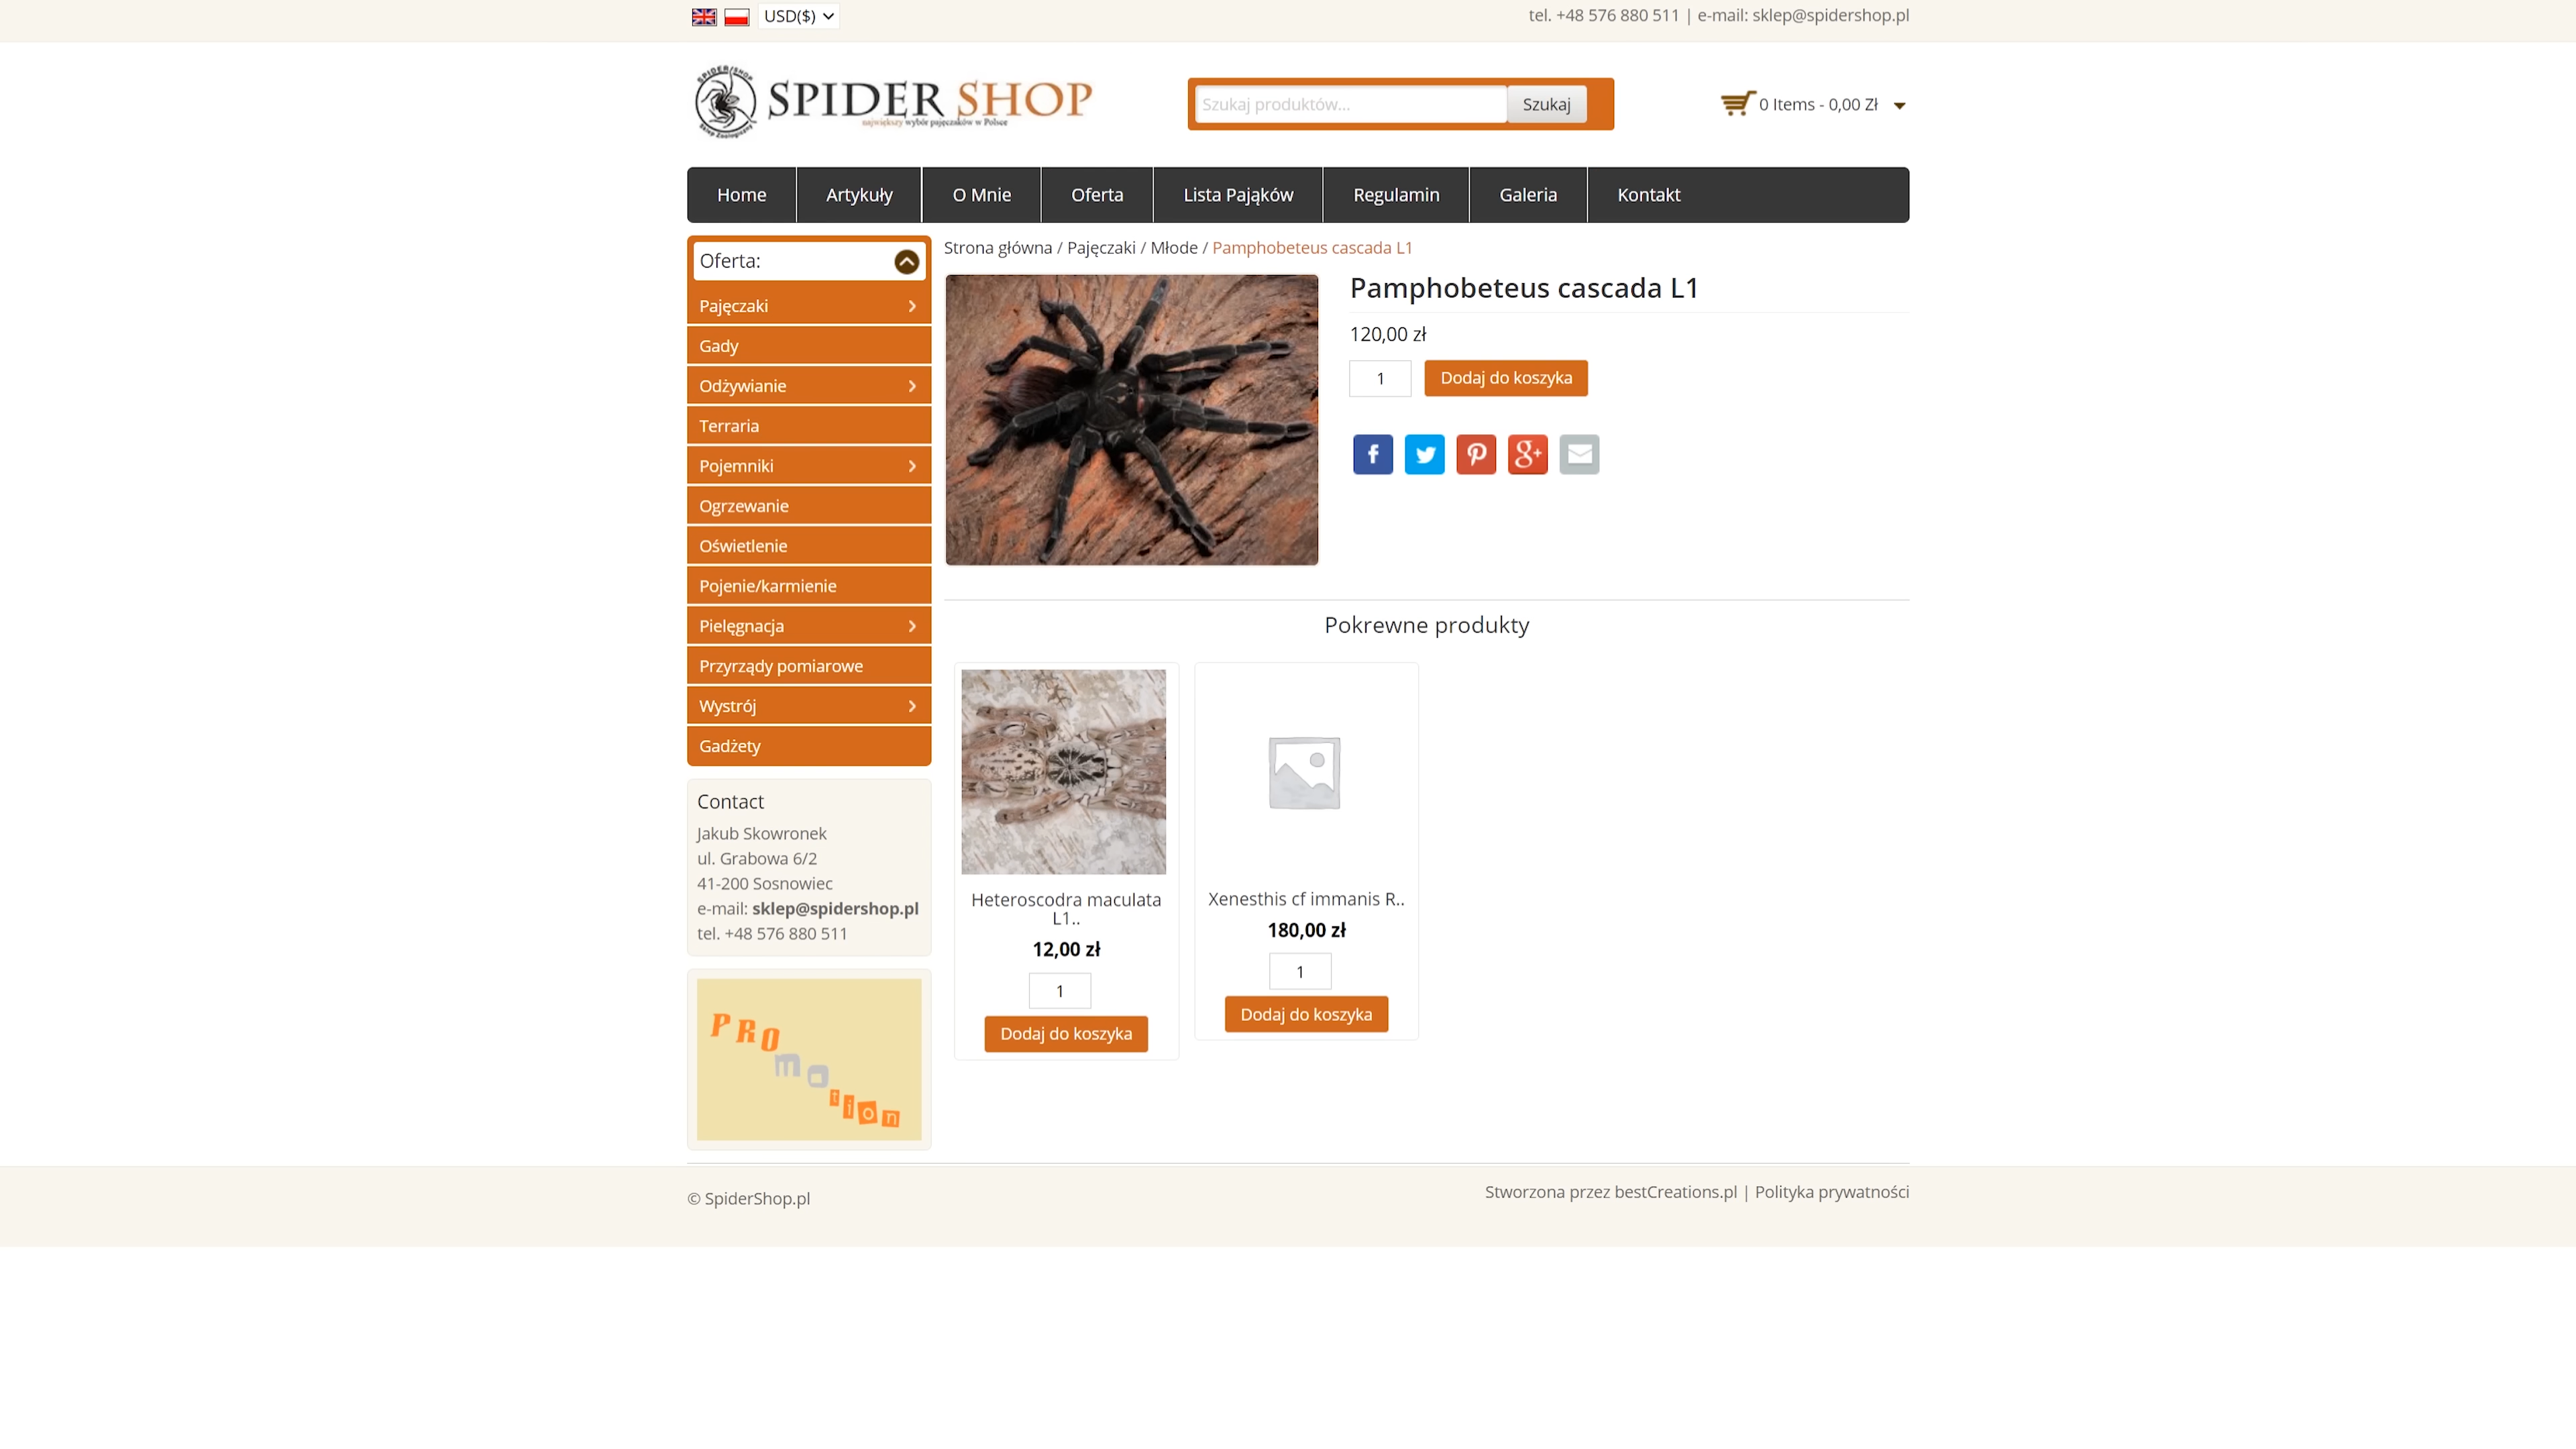 USD($)
tel. +48 576 880 511 | e-mail: sklep@spidershop.pl
SPIDER SHOP
największy wybór pajęczaków w Polsce
SPIDER SHOP
Sklep Zoologiczny
Szukaj produktów...
Szukaj
0 Items - 0,00 Zł
Home
Artykuły
O Mnie
Oferta
Lista Pająków
Regulamin
Galeria
Kontakt
Oferta:
Pajęczaki
Gady
Odżywianie
Terraria
Pojemniki
Ogrzewanie
Oświetlenie
Pojenie/karmienie
Pielęgnacja
Przyrządy pomiarowe
Wystrój
Gadżety
Contact
Jakub Skowronek
ul. Grabowa 6/2
41-200 Sosnowiec
e-mail: sklep@spidershop.pl
tel. +48 576 880 511
PROmotion
Strona główna / Pajęczaki / Młode / Pamphobeteus cascada L1
Pamphobeteus cascada L1
120,00 zł
1
Dodaj do koszyka
Pokrewne produkty
Heteroscodra maculata
L1..
12,00 zł
1
Dodaj do koszyka
Xenesthis cf immanis R..
180,00 zł
1
Dodaj do koszyka
© SpiderShop.pl
Stworzona przez bestCreations.pl | Polityka prywatności